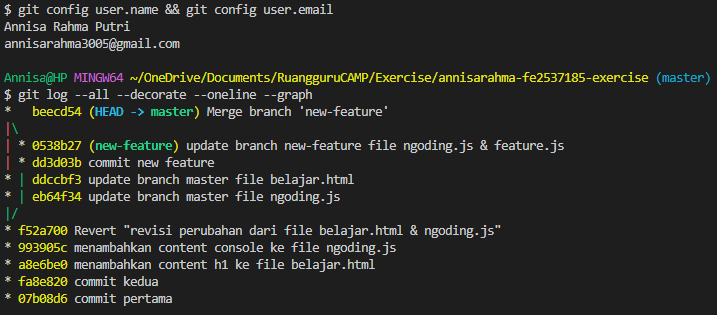 $ git config user.name && git config user.email
Annisa Rahma Putri
annisarahma3005@gmail.com
Annisa@HP MINGW64 ~/OneDrive/Documents/RuangguruCAMP/Exercise/annisarahma-fe2537185-exercise (master)
$ git log --all --decorate --oneline --graph
*   beecd54 (HEAD -> master) Merge branch 'new-feature'
|\
| * 0538b27 (new-feature) update branch new-feature file ngoding.js & feature.js
| * dd3d03b commit new feature
* | ddccbf3 update branch master file belajar.html
* | eb64f34 update branch master file ngoding.js
|/
* f52a700 Revert "revisi perubahan dari file belajar.html & ngoding.js"
* 993905c menambahkan content console ke file ngoding.js
* a8e6be0 menambahkan content h1 ke file belajar.html
* fa8e820 commit kedua
* 07b08d6 commit pertama